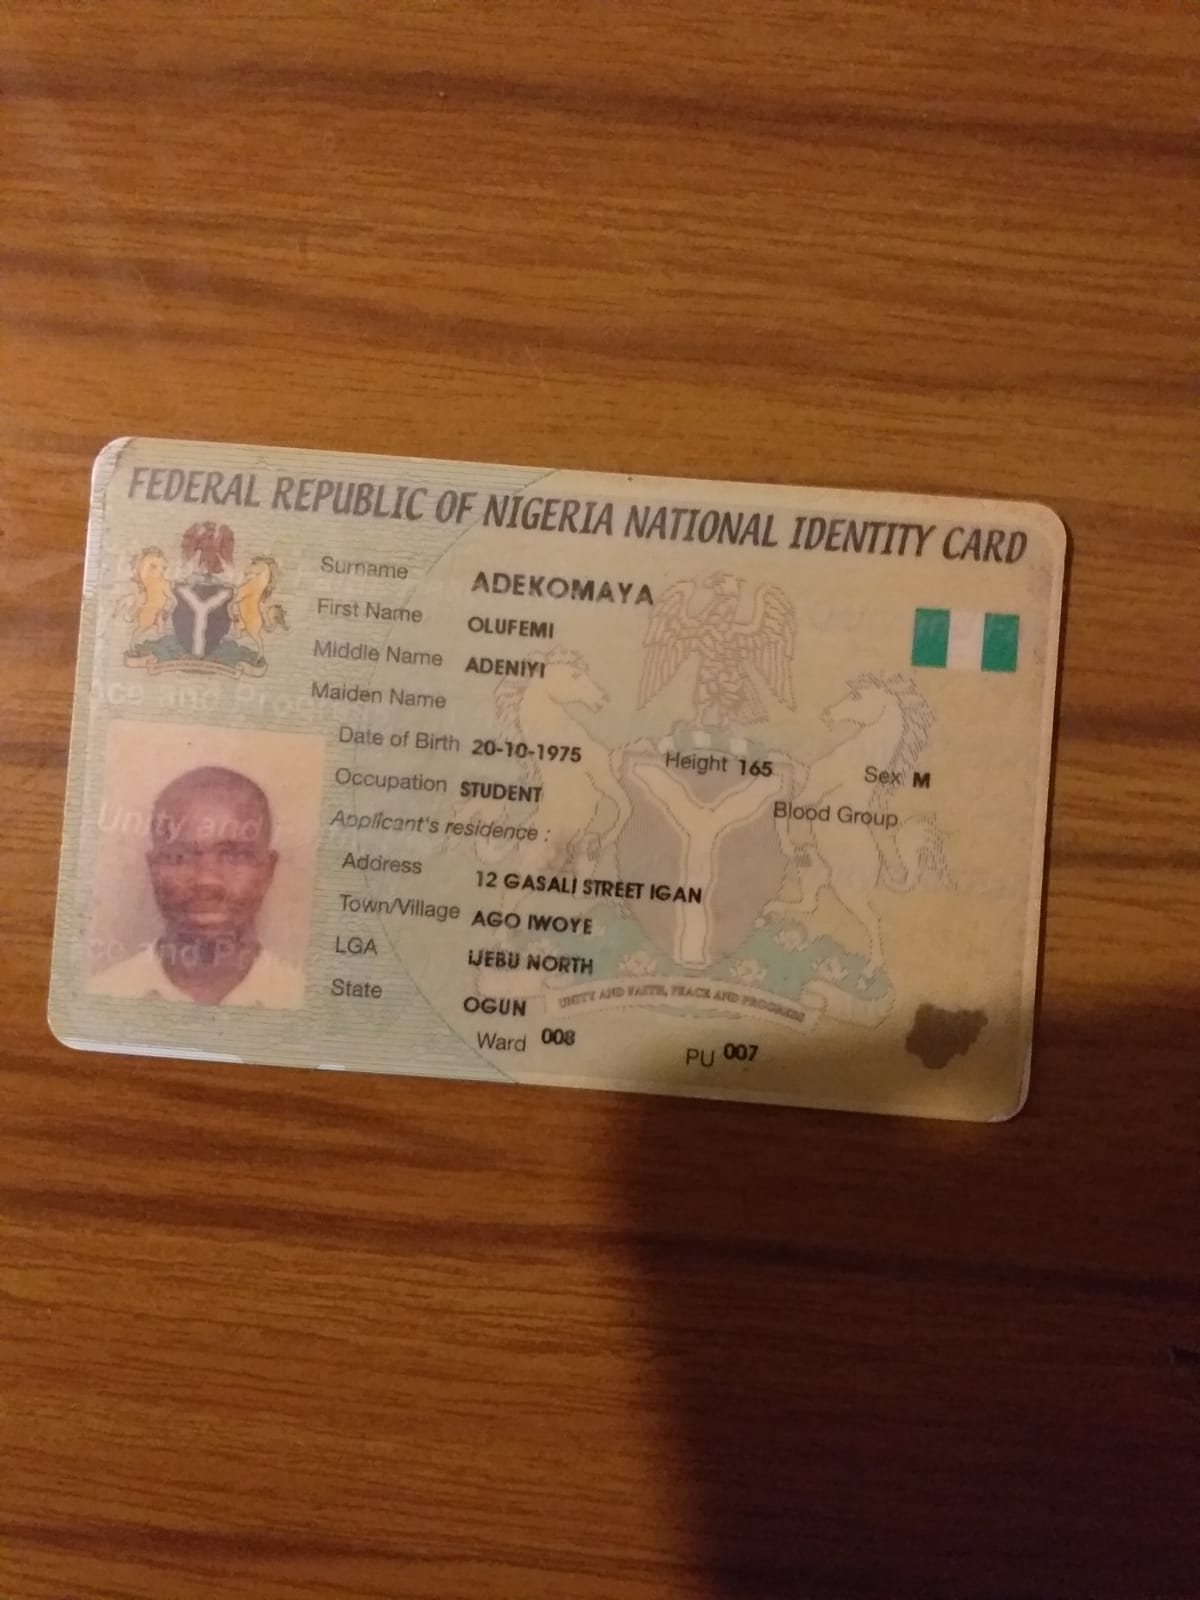 FEDERAL REPUBLIC OF NIGERIA NATIONAL IDENTITY CARD
Surname ADEKOMAYA
First Name OLUFEMI
Middle Name ADENIYI
Maiden Name
Date of Birth 20-10-1975 Height 165 Sex M
Occupation STUDENT Blood Group
Applicant's residence :
Address 12 GASALI STREET IGAN
Town/Village AGO IWOYE
LGA IJEBU NORTH
State OGUN
UNITY AND FAITH, PEACE AND PROGRESS
Ward 008 PU 007